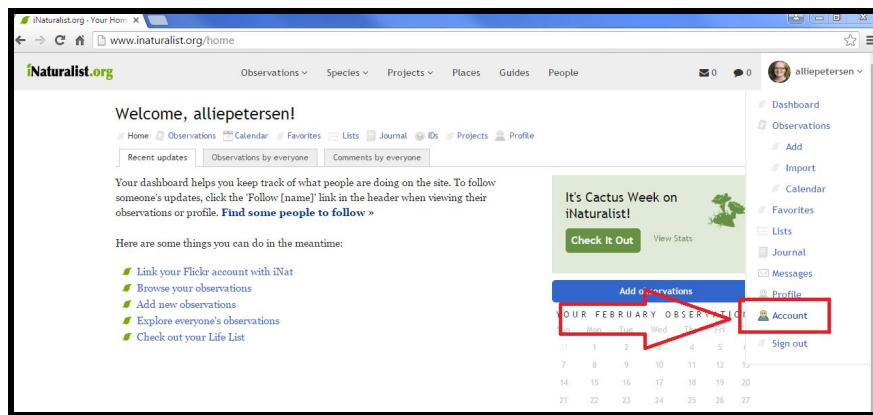 iNaturalist.org · Your Hom
www.inaturalist.org/home
iNaturalist.org Observations Species Projects Places Guides People 0 0 alliepetersen
Welcome, alliepetersen!
Home Observations Calendar Favorites Lists Journal IDs Projects Profile
Recent updates Observations by everyone Comments by everyone
Your dashboard helps you keep track of what people are doing on the site. To follow
someone's updates, click the 'Follow [name]' link in the header when viewing their
observations or profile. Find some people to follow »
Here are some things you can do in the meantime:
Link your Flickr account with iNat
Browse your observations
Add new observations
Explore everyone's observations
Check out your Life List
It's Cactus Week on
iNaturalist!
Check It Out View Stats
Add observations
YOUR FEBRUARY OBSERVATION
Mon Tue Wed Fri
31 1 2 3 4 5
7 8 9 10 11 12 13
14 15 16 17 18 19 20
21 22 23 24 25 26 27
Dashboard
Observations
Add
Import
Calendar
Favorites
Lists
Journal
Messages
Profile
Account
Sign out